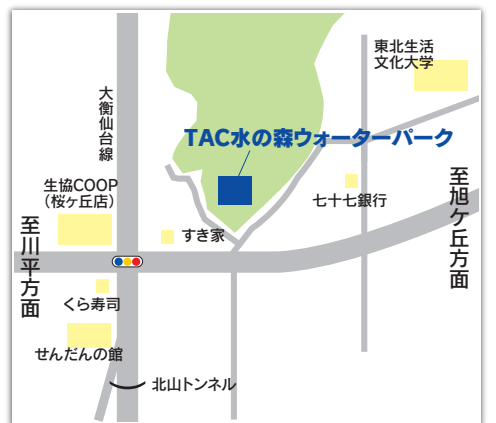 東北生活
文化大学
大衡仙台線
TAC水の森ウォーターパーク
生協COOP
（桜ケ丘店）
七十七銀行
至旭ケ丘方面
至川平方面
すき家
くら寿司
せんだんの館
北山トンネル